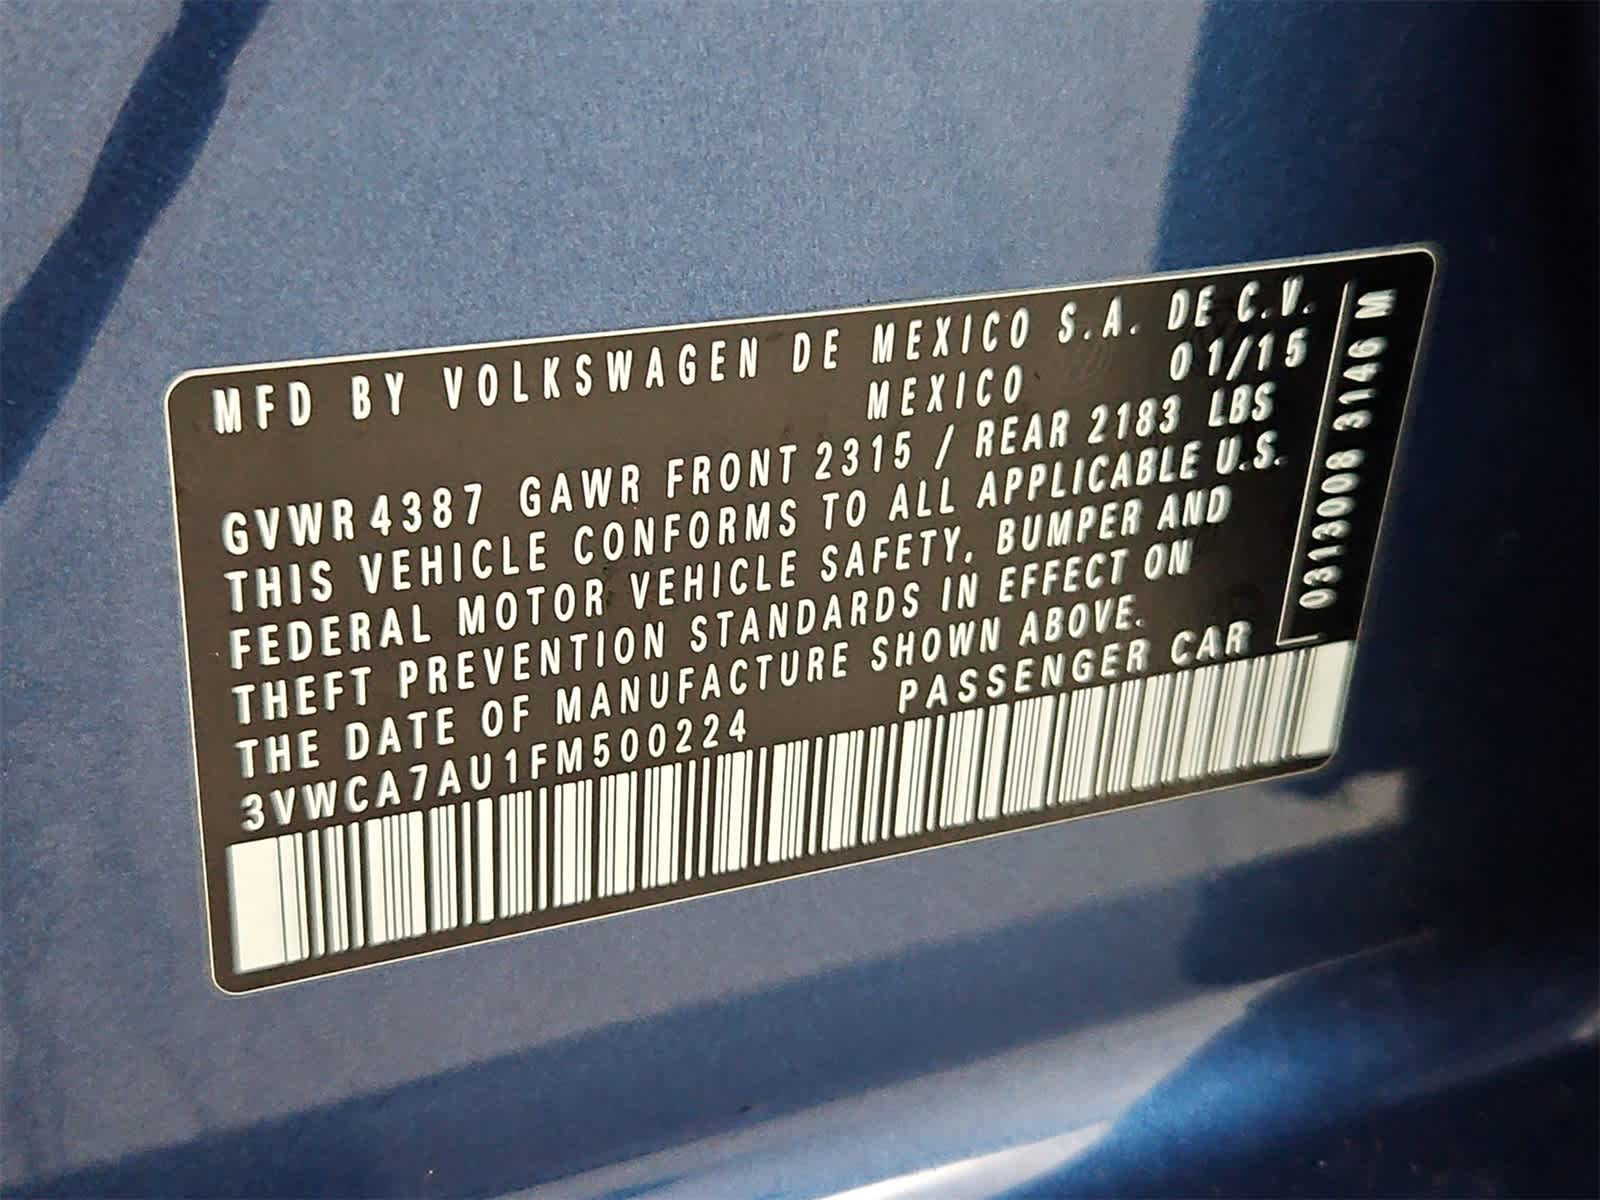 MFD BY VOLKSWAGEN DE MEXICO S.A. DE C.V.
MEXICO 01/15
GVWR 4387 GAWR FRONT 2315 / REAR 2183 LBS
THIS VEHICLE CONFORMS TO ALL APPLICABLE U.S.
FEDERAL MOTOR VEHICLE SAFETY, BUMPER AND
THEFT PREVENTION STANDARDS IN EFFECT ON
THE DATE OF MANUFACTURE SHOWN ABOVE.
3VWCA7AU1FM500224 PASSENGER CAR
0313008 3146 M